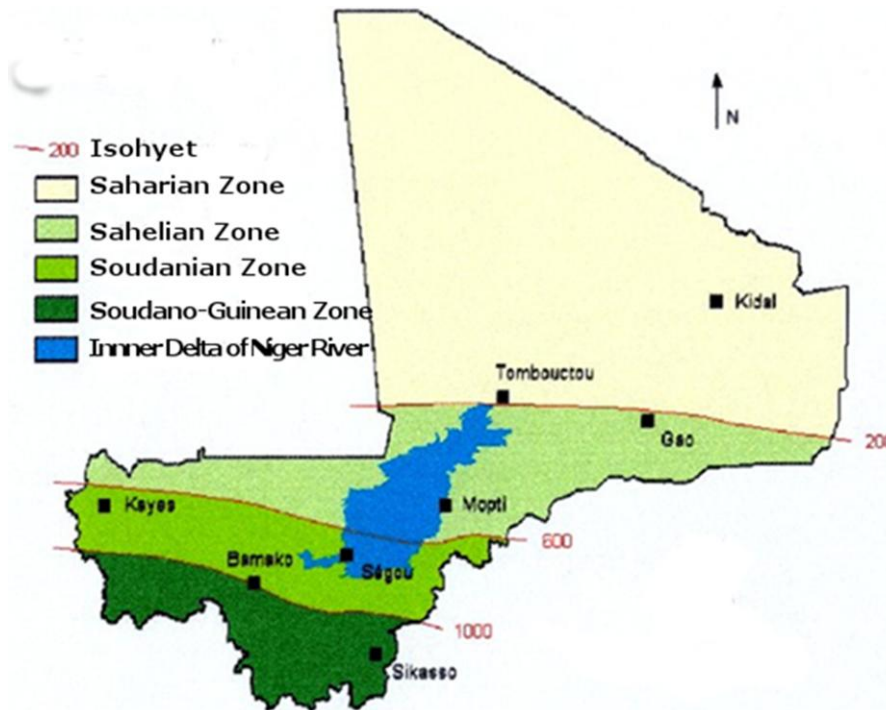 N
200 Isohyet
Saharian Zone
Sahelian Zone
Soudanian Zone
Soudano-Guinean Zone
Innner Delta of Niger River
Kidal
Tombouctou
Gao
200
Kayes
Mopti
600
Bamako
Ségou
1000
Sikasso